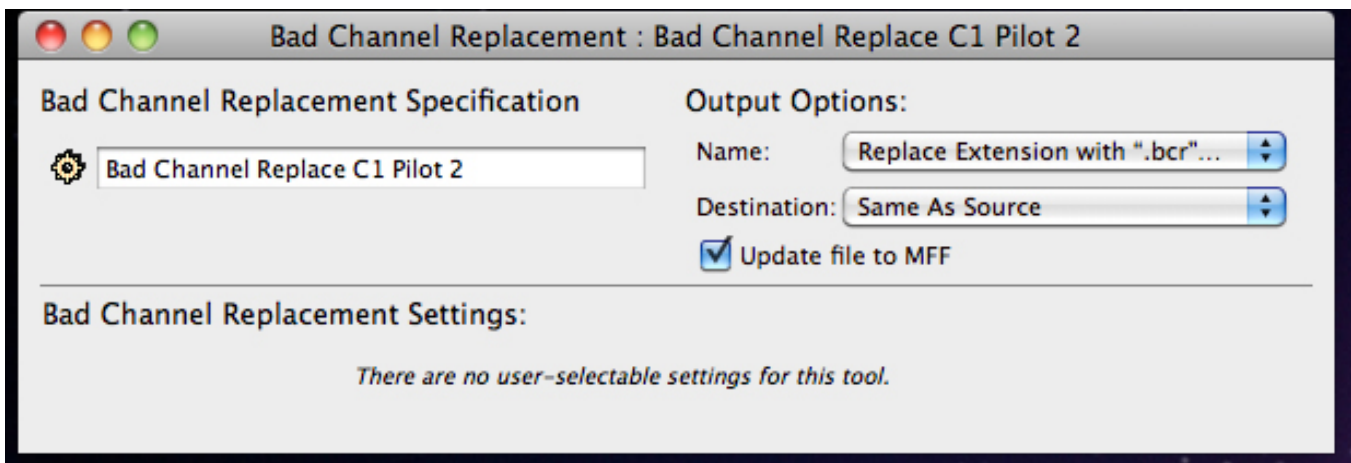 Bad Channel Replacement : Bad Channel Replace C1 Pilot 2
Bad Channel Replacement Specification
Bad Channel Replace C1 Pilot 2
Output Options:
Name: Replace Extension with “.bcr”...
Destination: Same As Source
Update file to MFF
Bad Channel Replacement Settings:
There are no user-selectable settings for this tool.